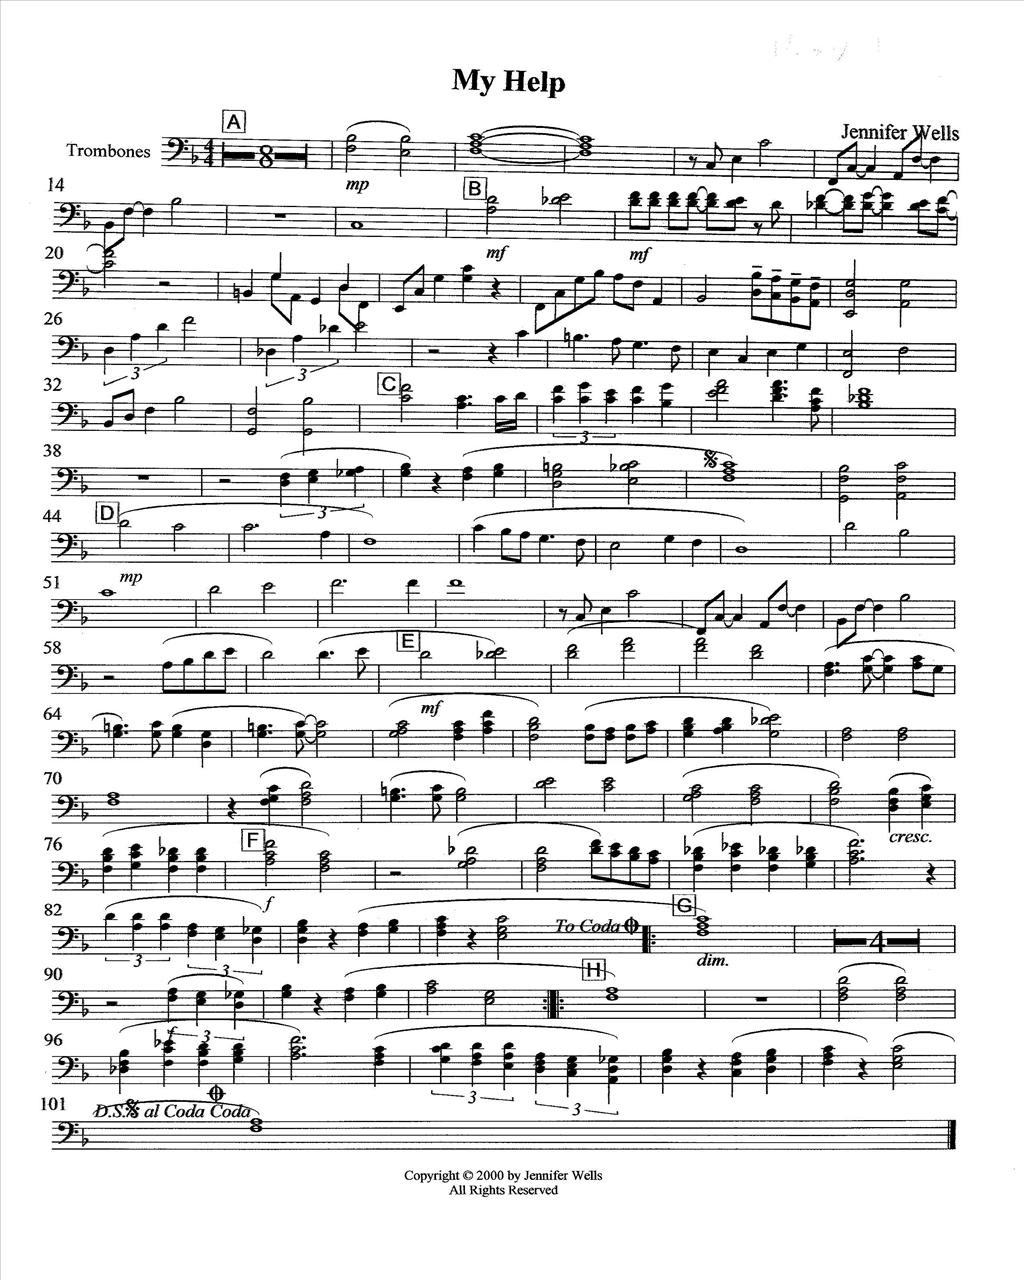 My Help
Jennifer Wells
Trombones
A
8
mp
14
B
mf
mf
20
26
3
3
32
C
3
38
3
44
D
mp
51
58
E
mf
64
70
cresc.
76
F
f
82
3
3
To Coda
G
dim.
4
90
H
f
3
96
3
3
101
D.S. al Coda Coda
Copyright © 2000 by Jennifer Wells
All Rights Reserved